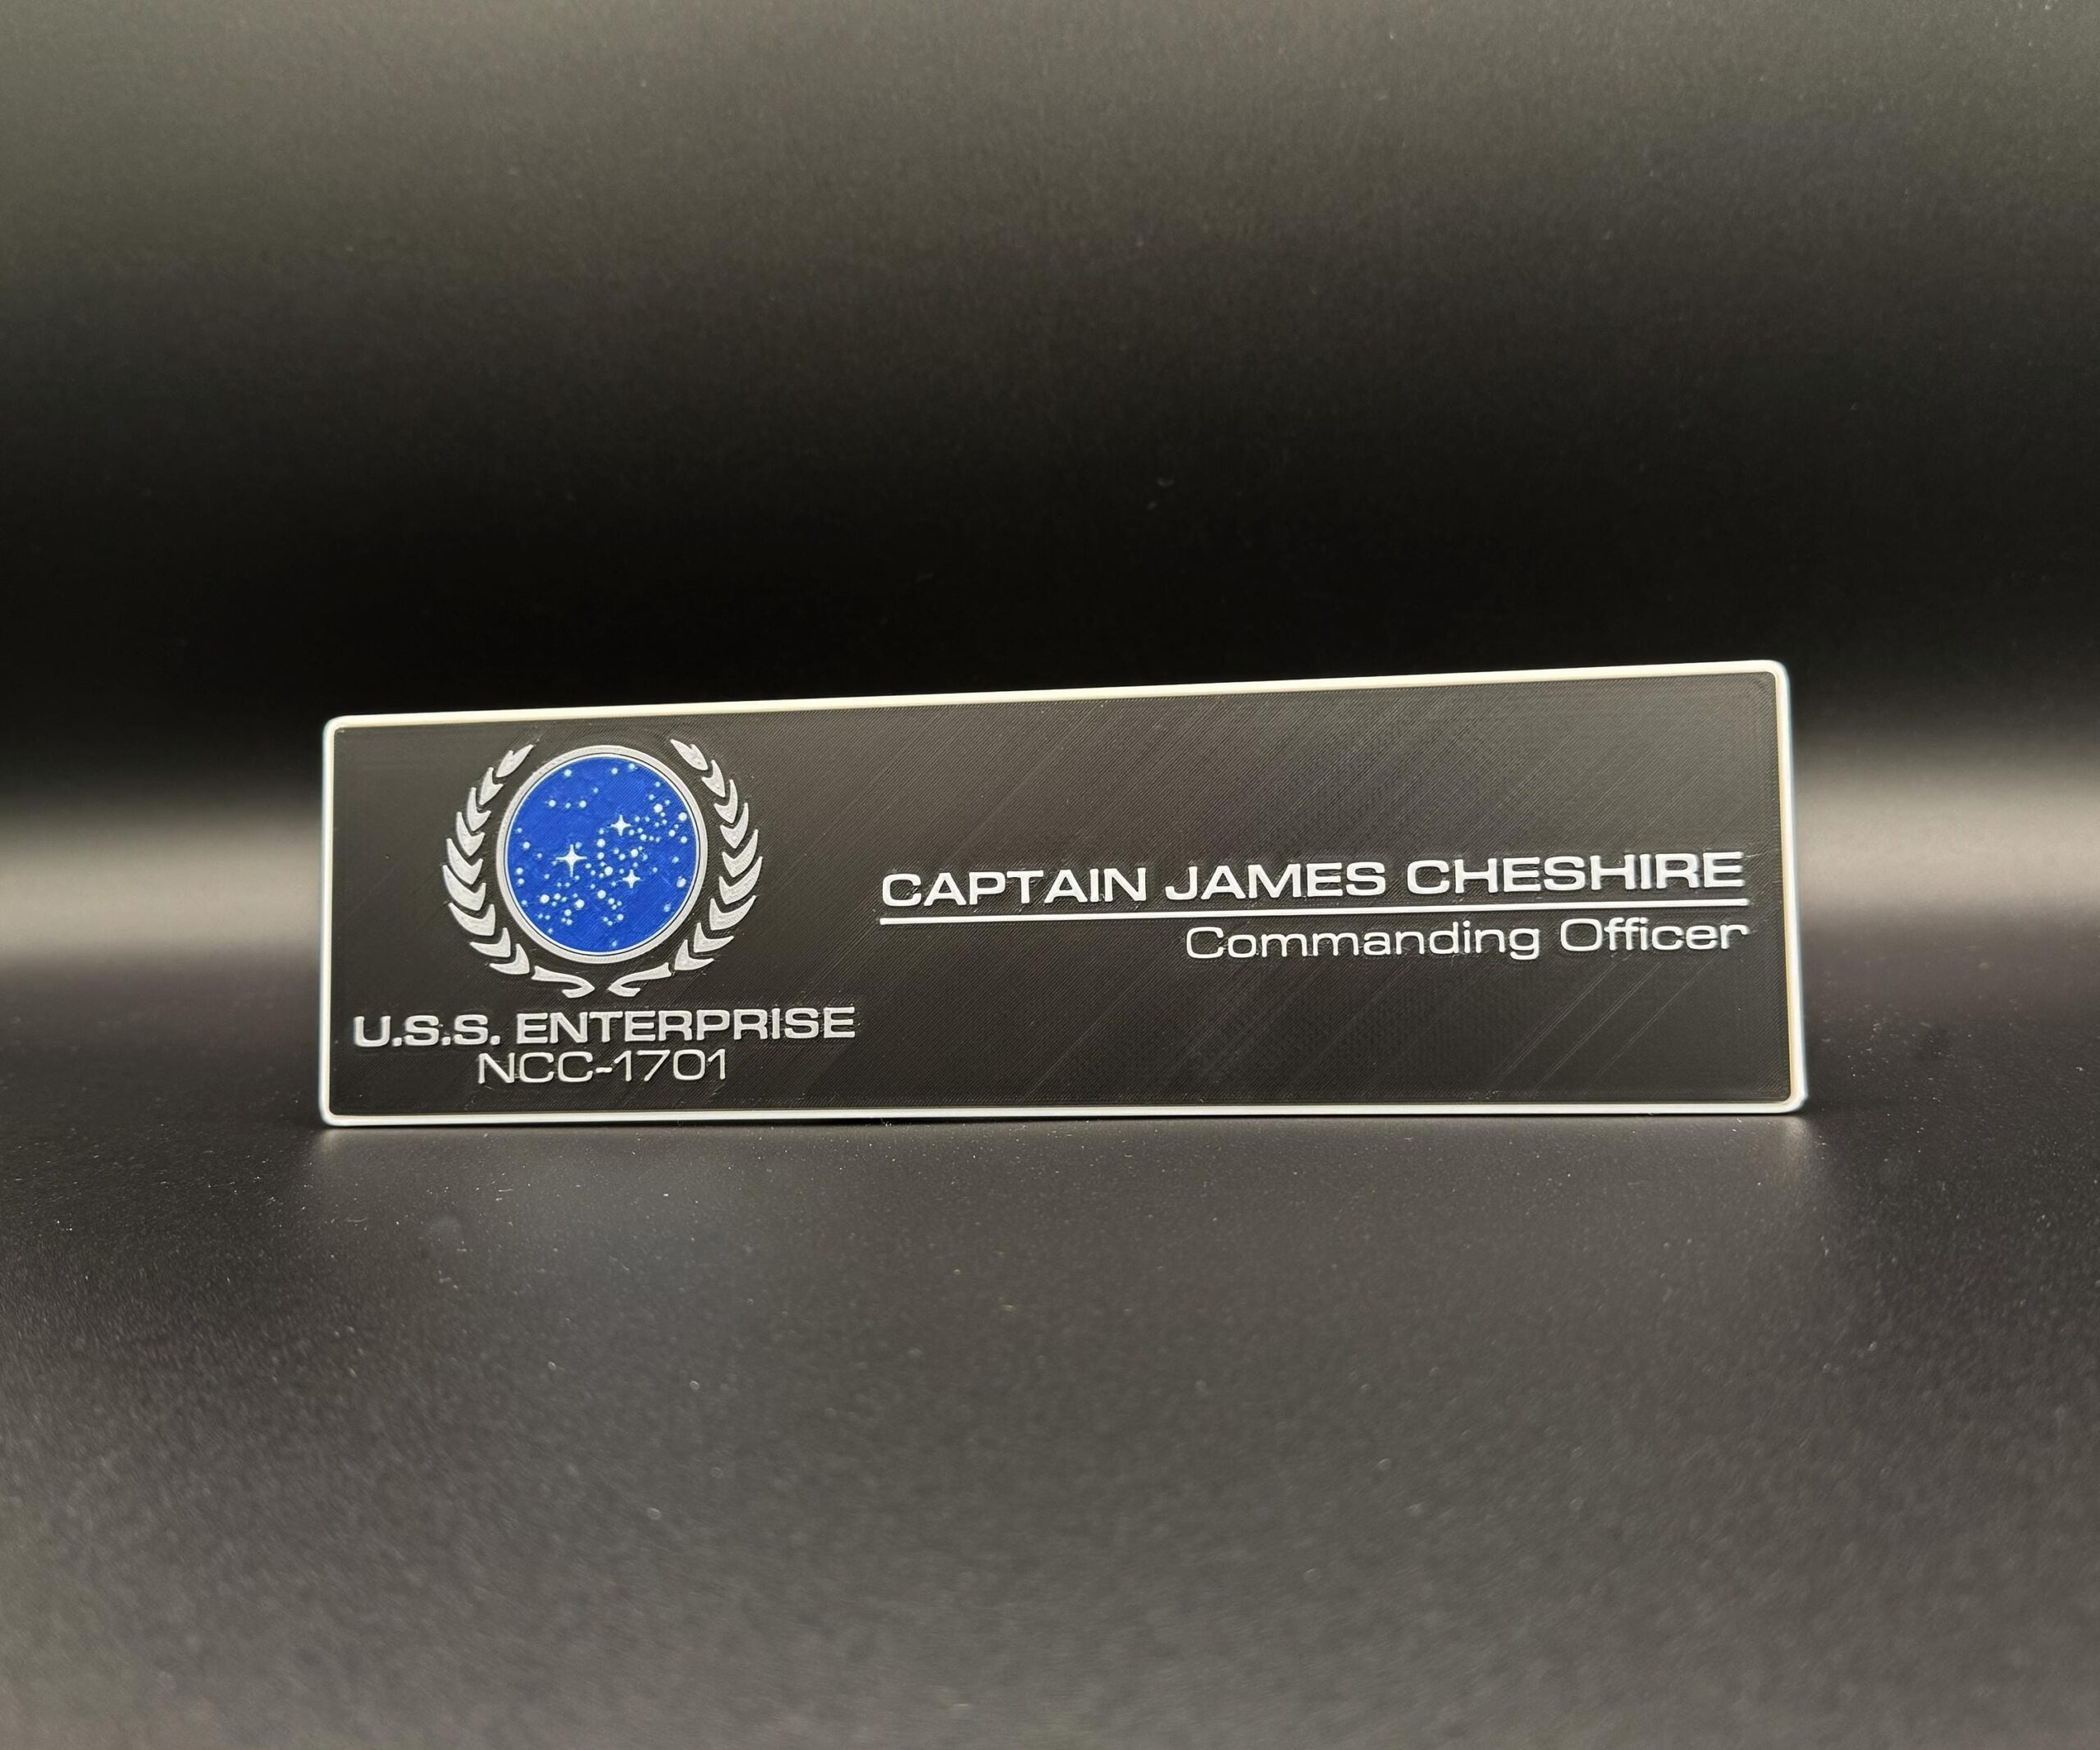 U.S.S. ENTERPRISE
NCC-1701
CAPTAIN JAMES CHESHIRE
Commanding Officer